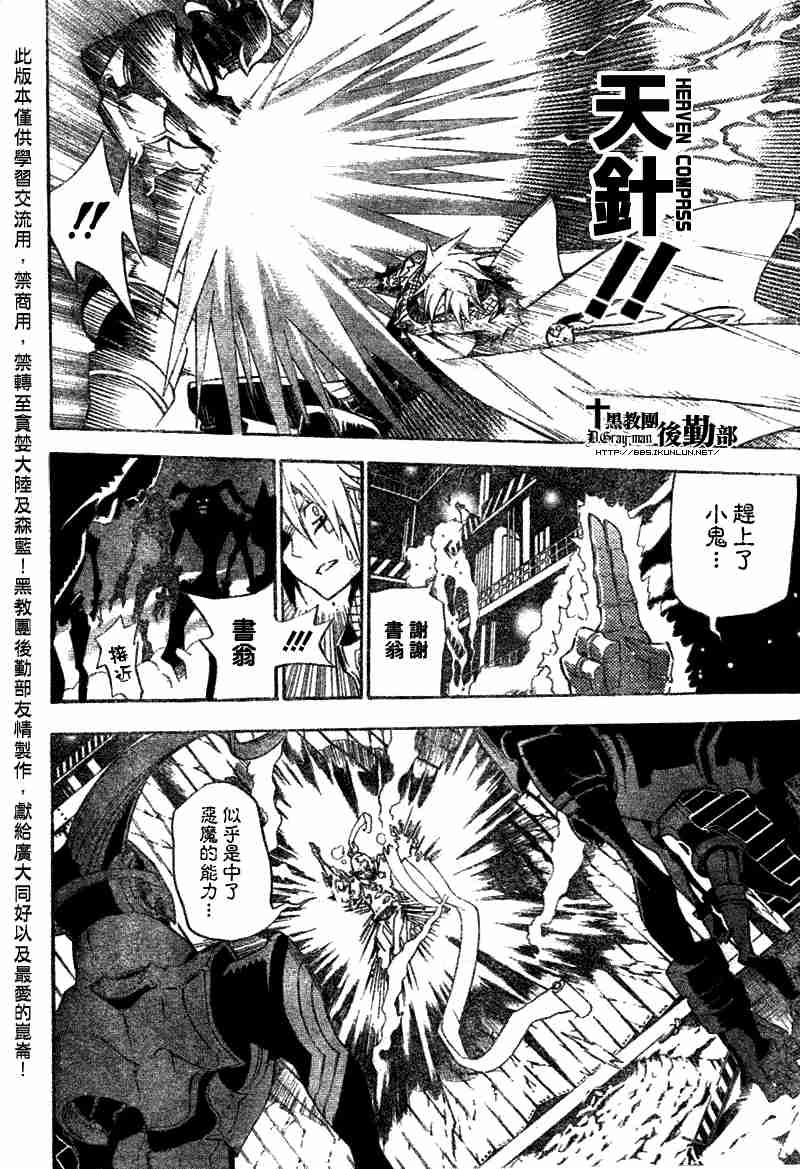 天針!!
HEAVEN COMPASS
!!
黑教團
D.Gray-man 後勤部
HTTP://BBS.IKUNLUN.NET/
趕上了
小鬼…
謝謝
書翁
!!!
書翁
接近
似乎是中了
惡魔的能力…
此版本僅供學習交流用，禁商用，禁轉至貪婪大陸及森藍！黑教團後勤部友情製作，獻給廣大同好以及最愛的崑崙！